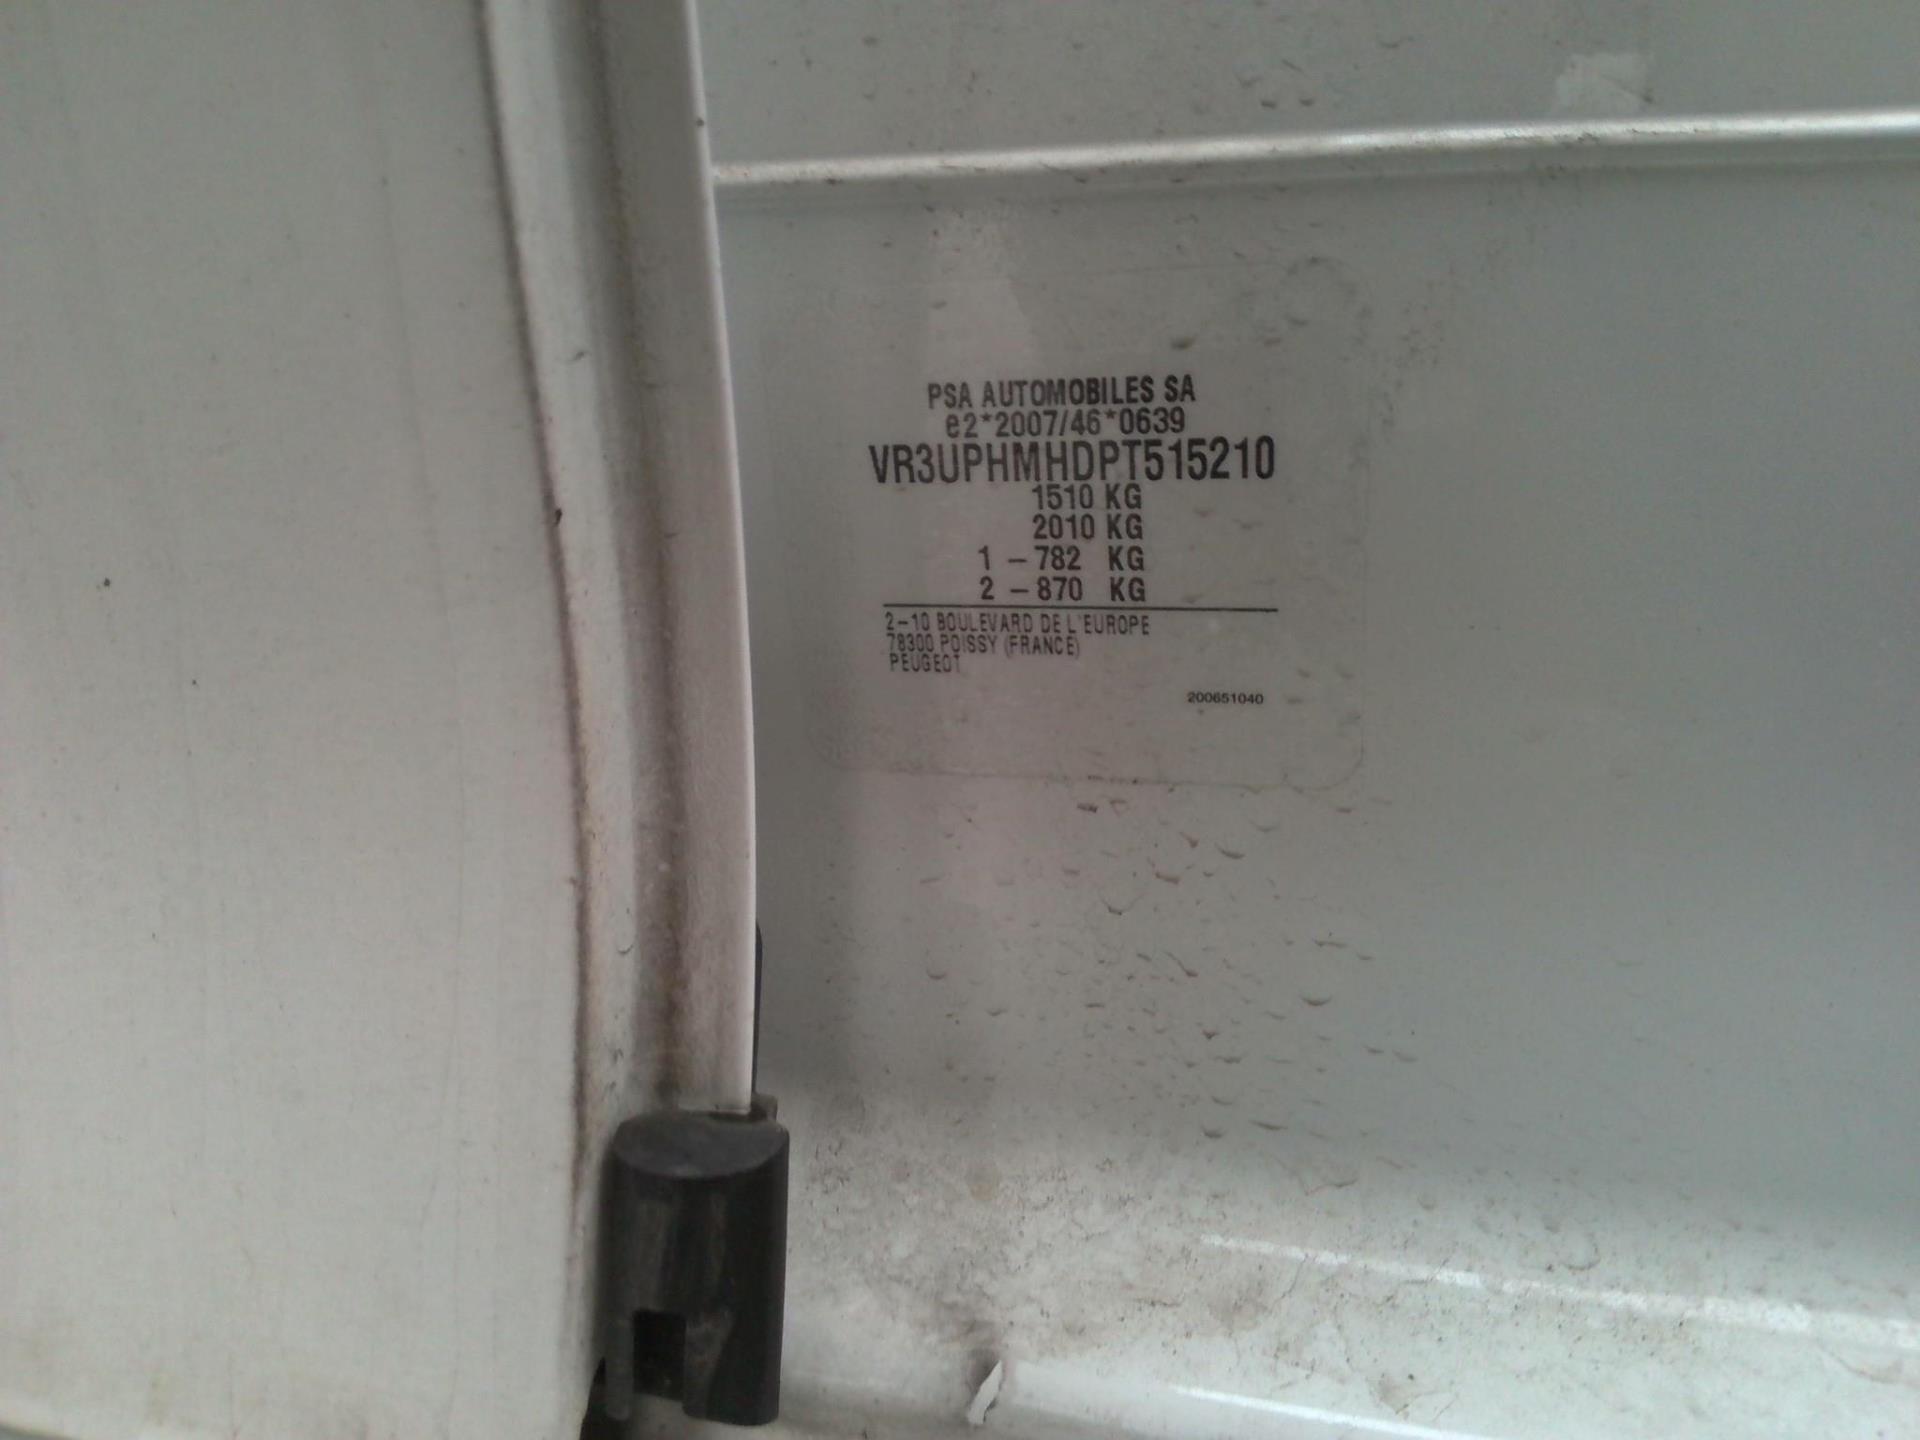 PSA AUTOMOBILES SA
e2*2007/46*0639
VR3UPHMHDPT515210
1510 KG
2010 KG
1 - 782 KG
2 - 870 KG
2-10 BOULEVARD DE L'EUROPE
78300 POISSY (FRANCE)
PEUGEOT
200651040